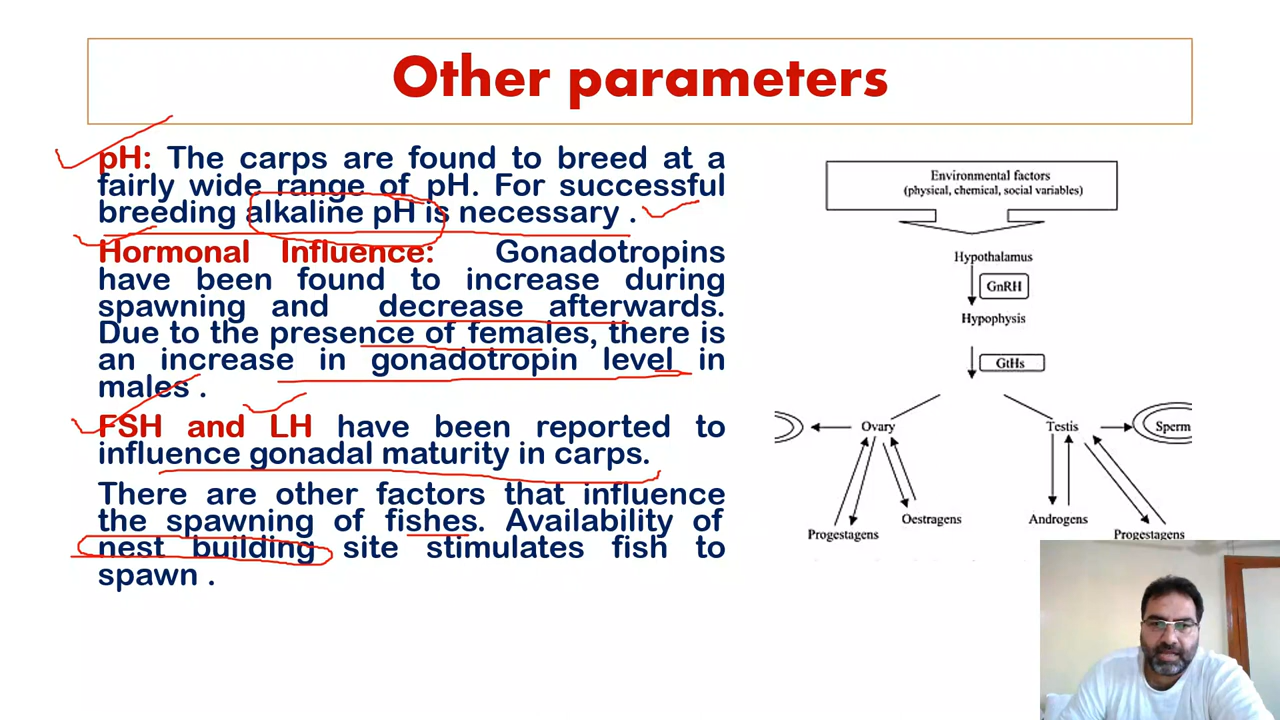 Other parameters
pH: The carps are found to breed at a
fairly wide range of pH. For successful
breeding alkaline pH is necessary .
Hormonal Influence: Gonadotropins
have been found to increase during
spawning and decrease afterwards.
Due to the presence of females, there is
an increase in gonadotropin level in
males .
FSH and LH have been reported to
influence gonadal maturity in carps.
There are other factors that influence
the spawning of fishes. Availability of
nest building site stimulates fish to
spawn .
Environmental factors
(physical, chemical, social variables)
Hypothalamus
GnRH
Hypophysis
GtHs
Ovary
Testis
Sperm
Oestragens
Androgens
Progestagens
Progestagens